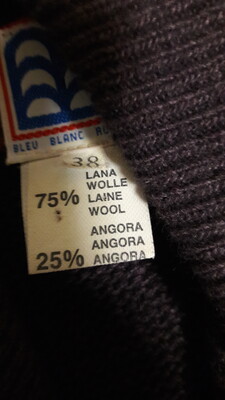 BLEU BLANC
38
LANA
WOLLE
75% LAINE
WOOL
ANGORA
ANGORA
25% ANGORA